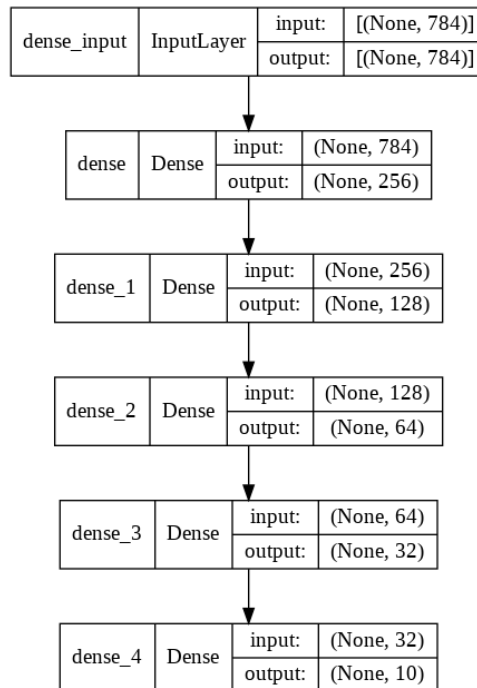 dense_input InputLayer input: [(None, 784)]
output: [(None, 784)]
dense Dense input: (None, 784)
output: (None, 256)
dense_1 Dense input: (None, 256)
output: (None, 128)
dense_2 Dense input: (None, 128)
output: (None, 64)
dense_3 Dense input: (None, 64)
output: (None, 32)
dense_4 Dense input: (None, 32)
output: (None, 10)